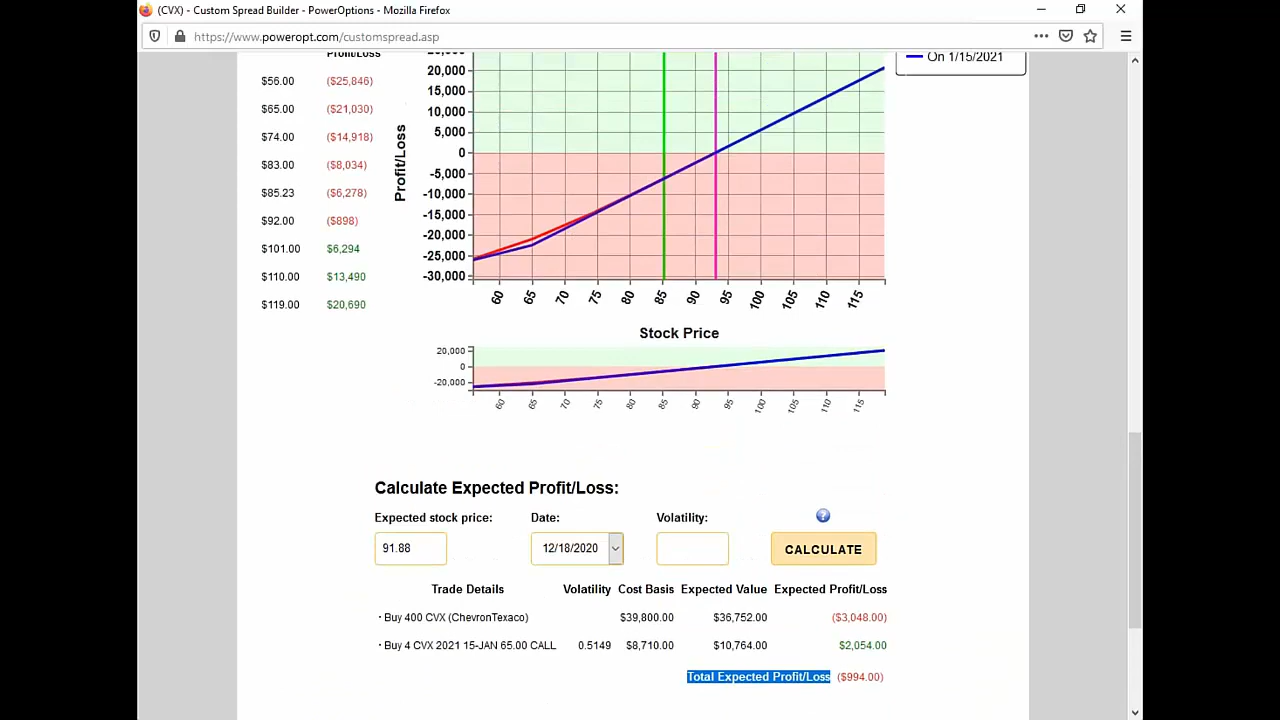 (CVX) - Custom Spread Builder - PowerOptions - Mozilla Firefox
https://www.poweropt.com/customspread.asp
Profit/Loss
$56.00 ($25,846)
$65.00 ($21,030)
$74.00 ($14,918)
$83.00 ($8,034)
$85.23 ($6,278)
$92.00 ($898)
$101.00 $6,294
$110.00 $13,490
$119.00 $20,690
Profit/Loss
25,000
20,000
15,000
10,000
5,000
0
-5,000
-10,000
-15,000
-20,000
-25,000
-30,000
60 65 70 75 80 85 90 95 100 105 110 115
On 1/15/2021
Stock Price
20,000
0
-20,000
60 65 70 75 80 85 90 95 100 105 110 115
Calculate Expected Profit/Loss:
Expected stock price: Date: Volatility: ?
91.88 12/18/2020 CALCULATE
Trade Details Volatility Cost Basis Expected Value Expected Profit/Loss
· Buy 400 CVX (ChevronTexaco) $39,800.00 $36,752.00 ($3,048.00)
· Buy 4 CVX 2021 15-JAN 65.00 CALL 0.5149 $8,710.00 $10,764.00 $2,054.00
Total Expected Profit/Loss ($994.00)